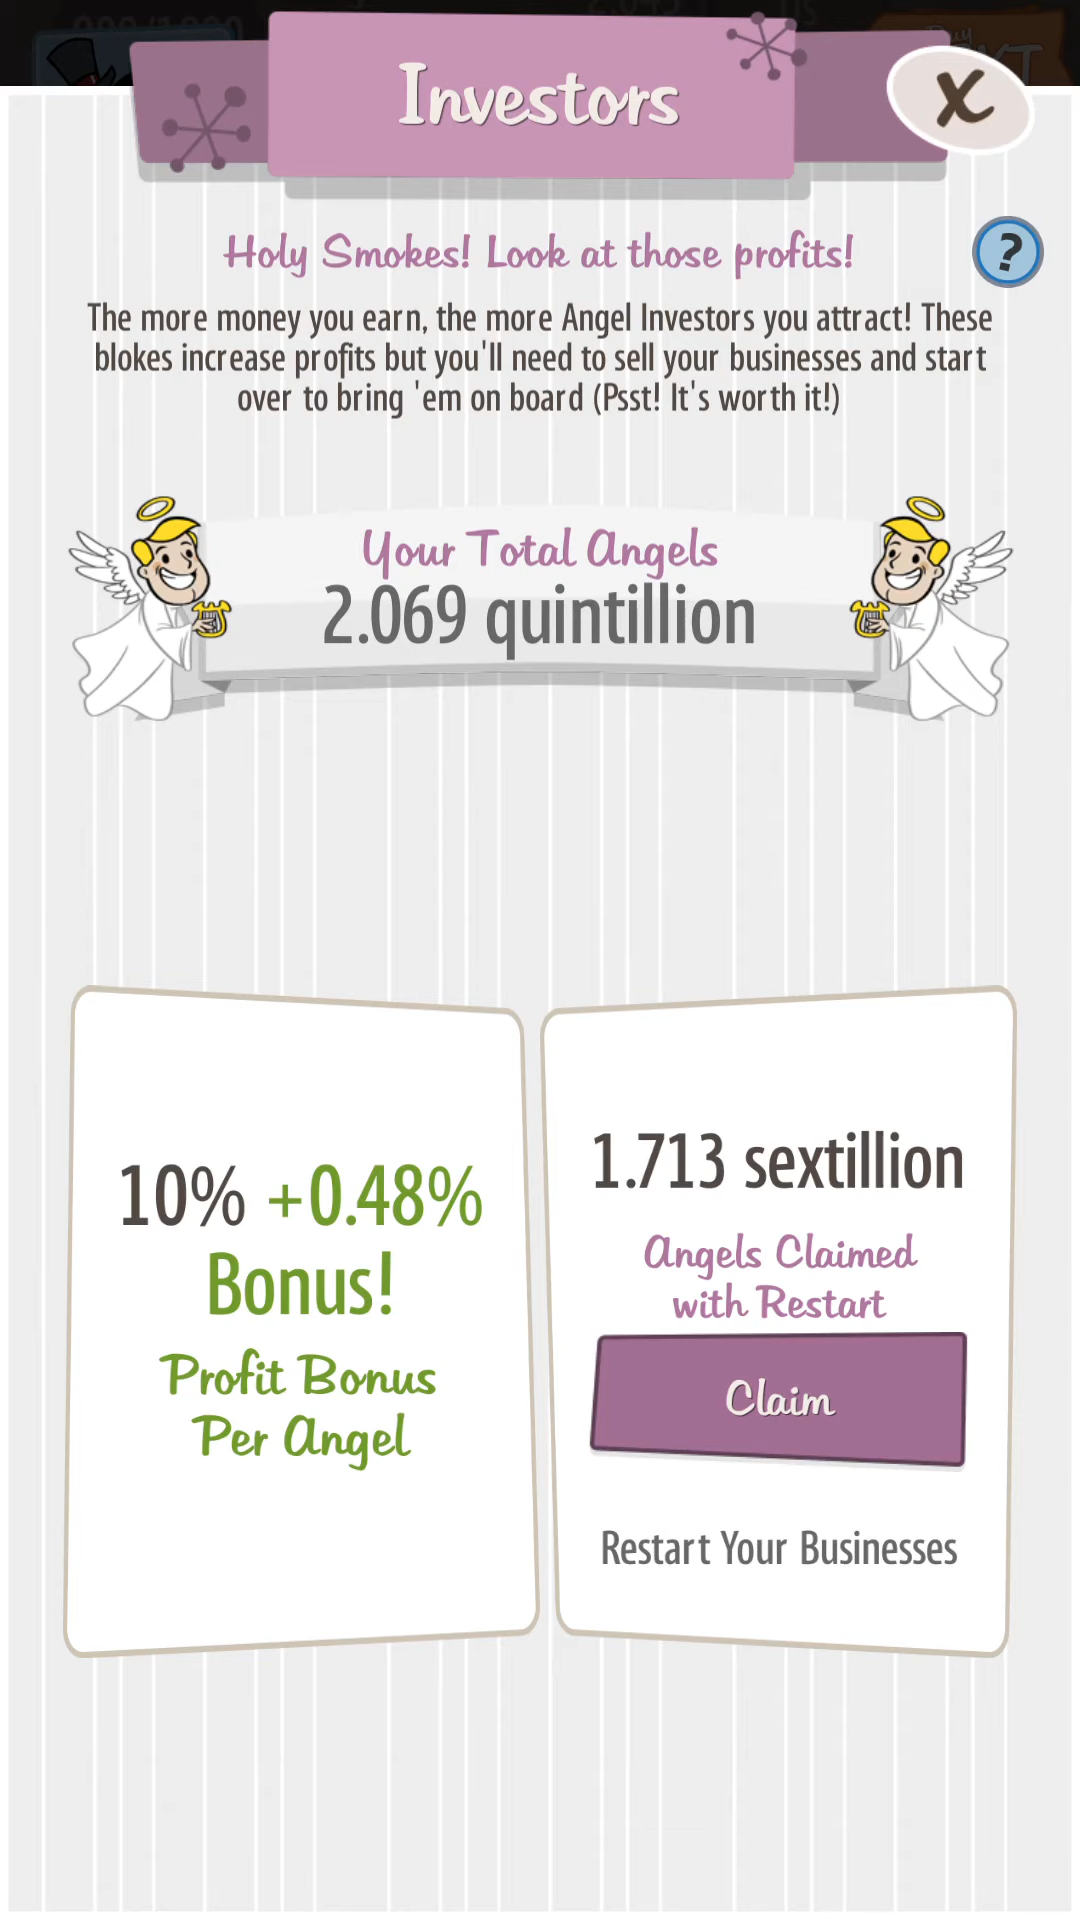 Investors
X
Holy Smokes! Look at those profits!
?
The more money you earn, the more Angel Investors you attract! These
blokes increase profits but you'll need to sell your businesses and start
over to bring 'em on board (Psst! It's worth it!)
Your Total Angels
2.069 quintillion
10% +0.48%
Bonus!
Profit Bonus
Per Angel
1.713 sextillion
Angels Claimed
with Restart
Claim
Restart Your Businesses